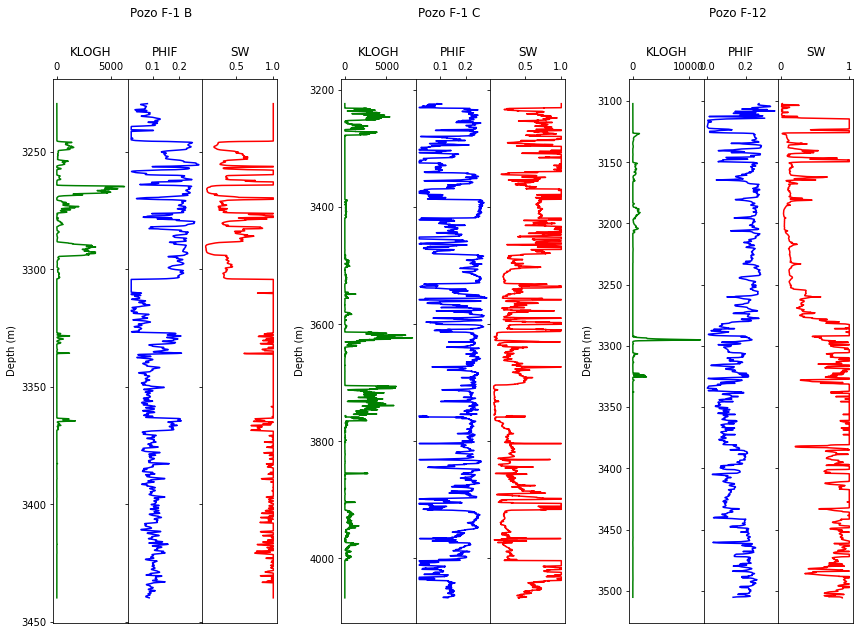 Pozo F-1 B
Pozo F-1 C
Pozo F-12
KLOGH PHIF SW
KLOGH PHIF SW
KLOGH PHIF SW
0 5000 0.1 0.2 0.5 1.0
0 5000 0.1 0.2 0.5 1.0
0 10000 0.0 0.2 0 1
Depth (m)
3250
3300
3350
3400
3450
Depth (m)
3200
3400
3600
3800
4000
Depth (m)
3100
3150
3200
3250
3300
3350
3400
3450
3500